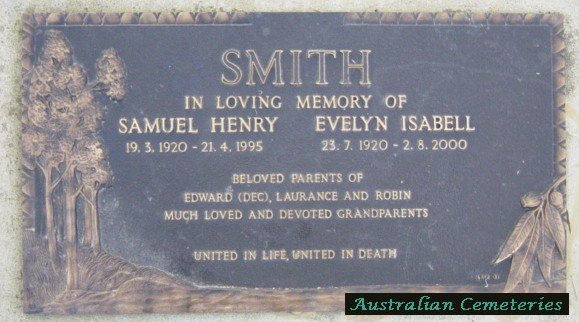 SMITH
IN LOVING MEMORY OF
SAMUEL HENRY EVELYN ISABELL
19. 3. 1920 - 21. 4. 1995 23. 7. 1920 - 2. 8. 2000
BELOVED PARENTS OF
EDWARD (DEC), LAURANCE AND ROBIN
MUCH LOVED AND DEVOTED GRANDPARENTS
UNITED IN LIFE, UNITED IN DEATH
Australian Cemeteries